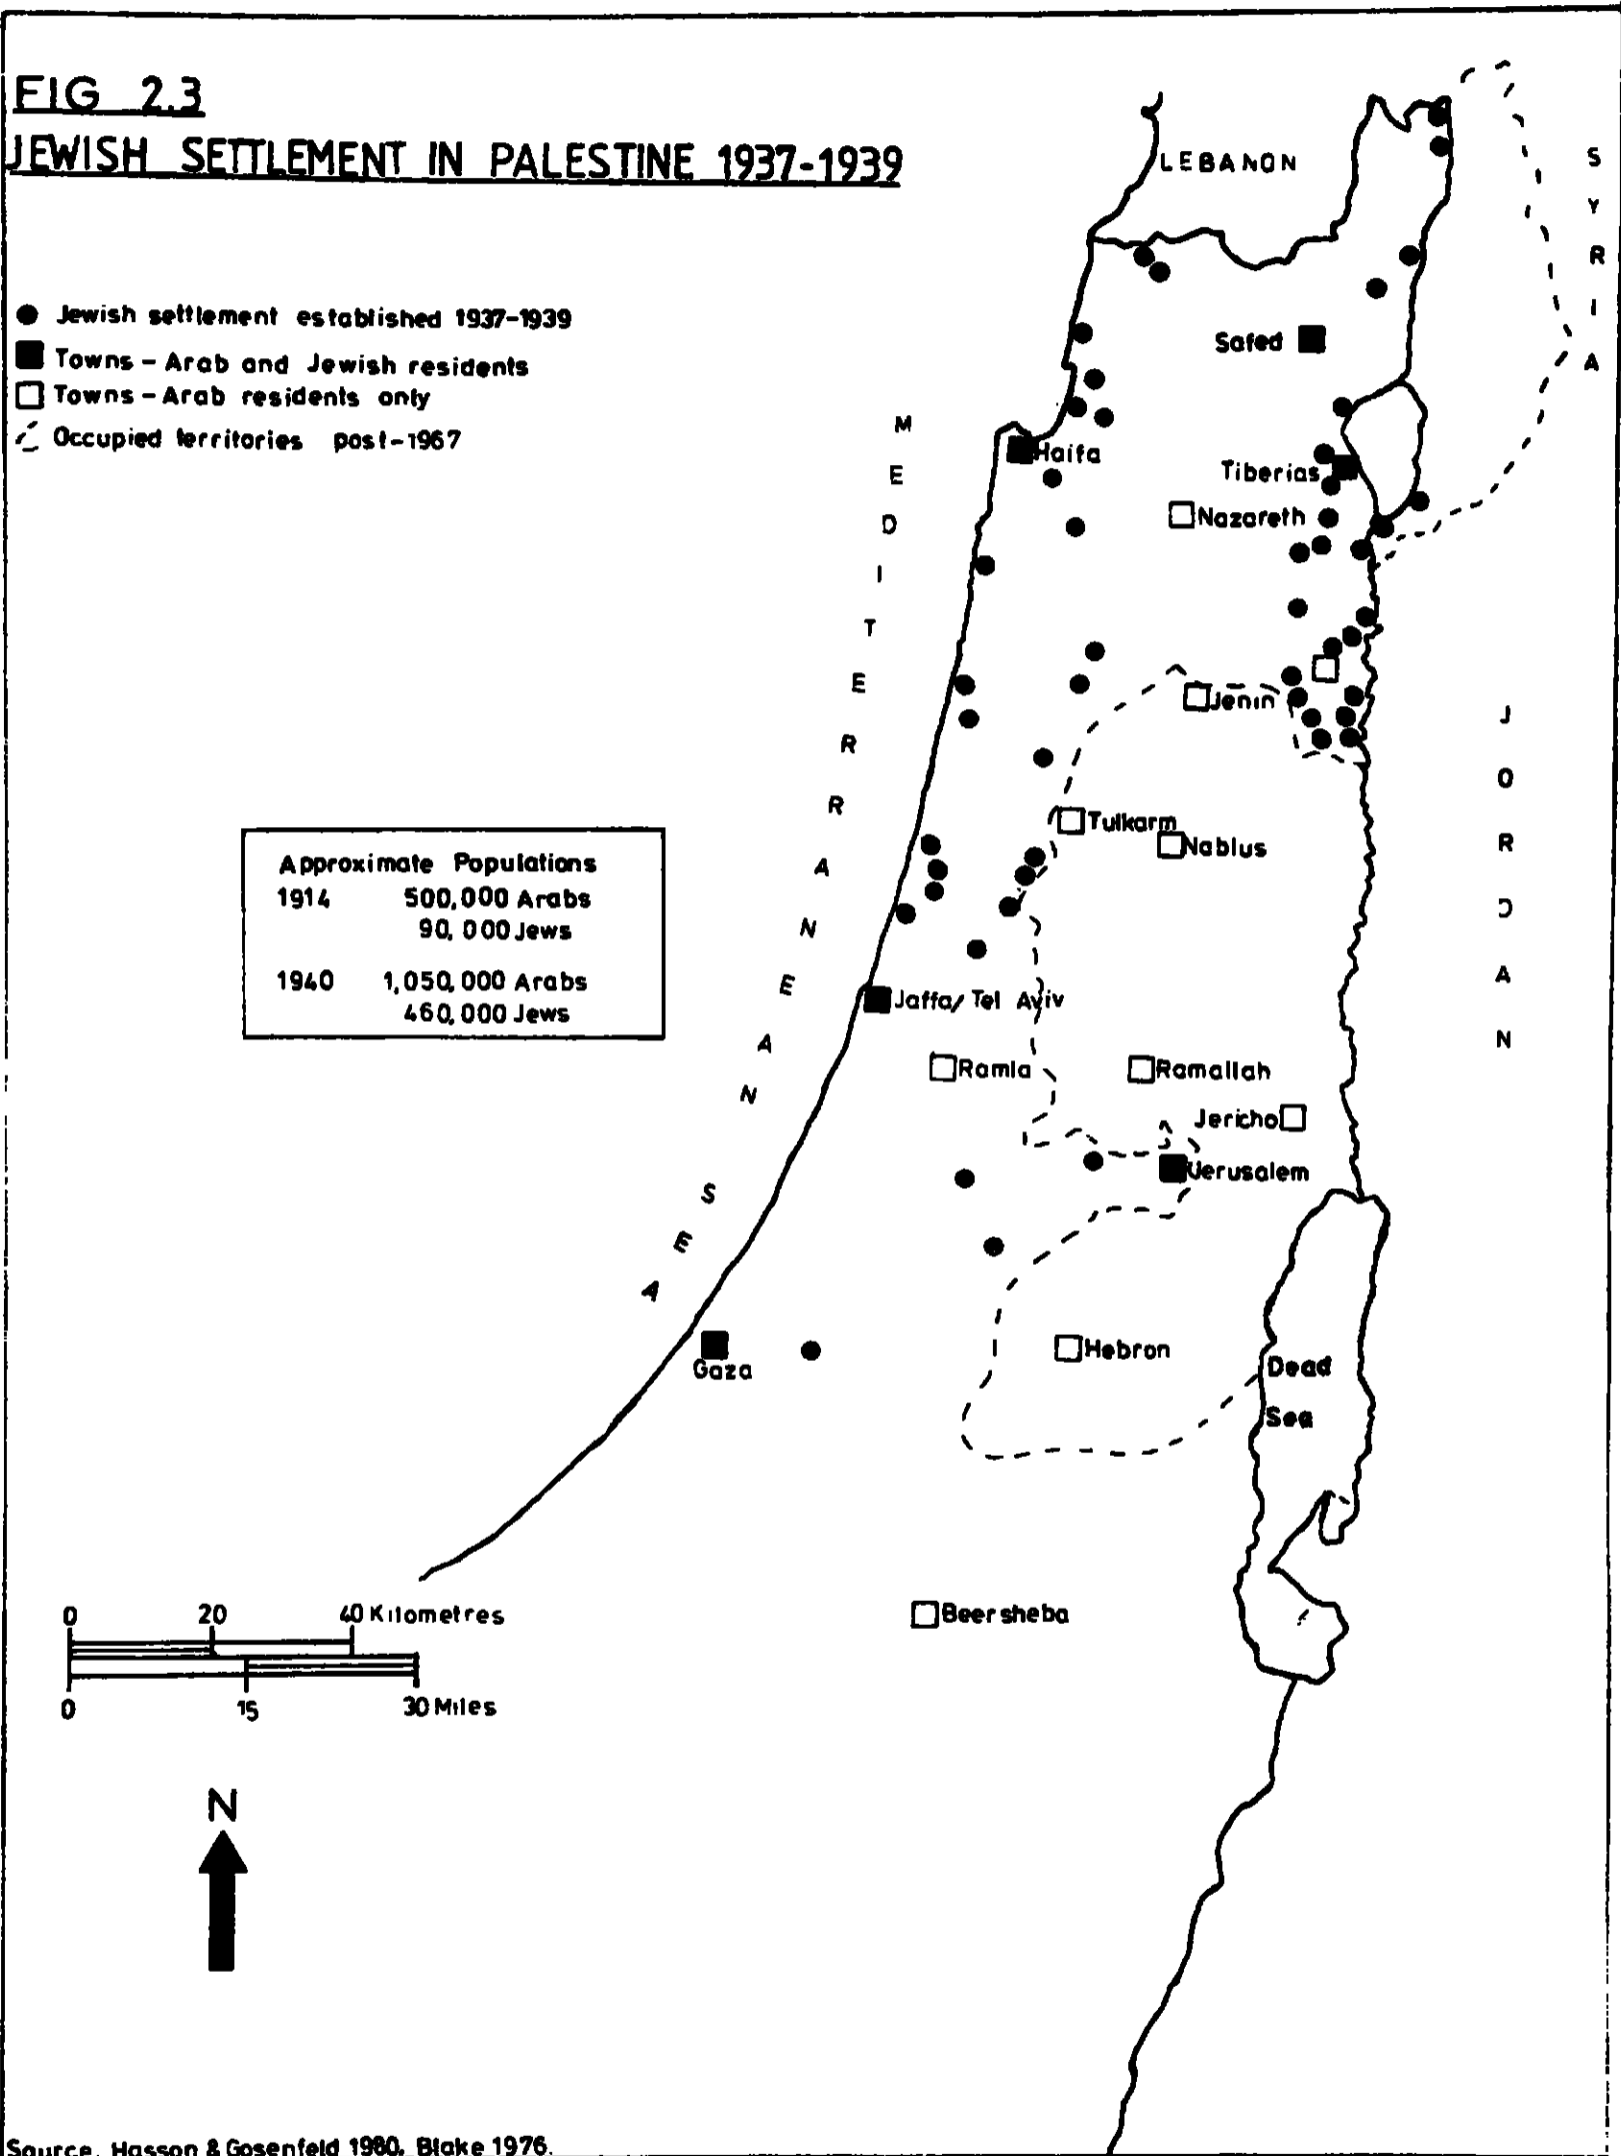 FIG 2.3
JEWISH SETTLEMENT IN PALESTINE 1937-1939
Jewish settlement established 1937-1939
Towns - Arab and Jewish residents
Towns - Arab residents only
Occupied territories post-1967
LEBANON
SYRIA
Safed
MEDITERRANEAN SEA
Haifa
Tiberias
Nazareth
Jenin
JORDAN
Tulkarm
Nablus
Approximate Populations
1914 500,000 Arabs
90,000 Jews
1940 1,050,000 Arabs
460,000 Jews
Jaffa/Tel Aviv
Ramla
Ramallah
Jericho
Jerusalem
Gaza
Hebron
Dead
Sea
Beersheba
0 20 40 Kilometres
0 15 30 Miles
N
Source. Hasson & Gosenfeld 1980, Blake 1976.